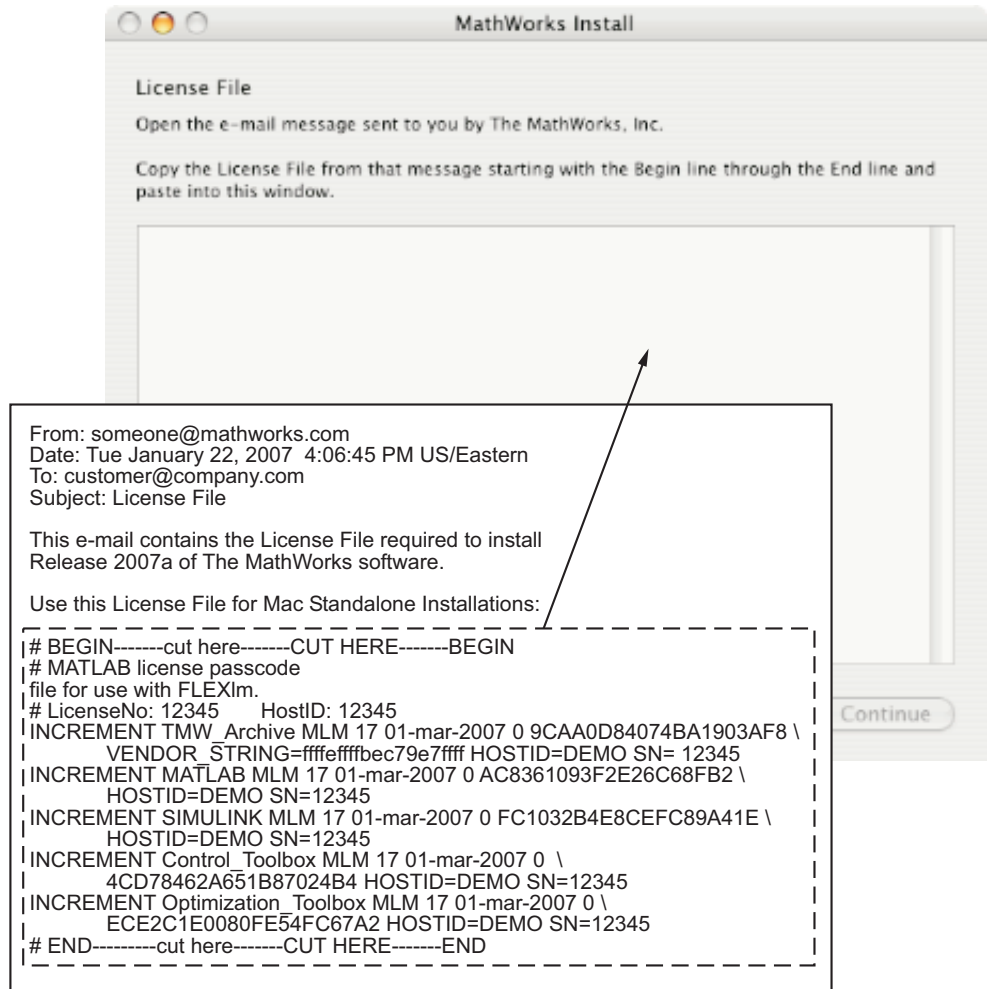 MathWorks Install
License File
Open the e-mail message sent to you by The MathWorks, Inc.
Copy the License File from that message starting with the Begin line through the End line and
paste into this window.
From: someone@mathworks.com
Date: Tue January 22, 2007  4:06:45 PM US/Eastern
To: customer@company.com
Subject: License File
This e-mail contains the License File required to install
Release 2007a of The MathWorks software.
Use this License File for Mac Standalone Installations:
# BEGIN-------cut here-------CUT HERE-------BEGIN
# MATLAB license passcode
file for use with FLEXlm.
# LicenseNo: 12345      HostID: 12345
INCREMENT TMW_Archive MLM 17 01-mar-2007 0 9CAA0D84074BA1903AF8 \
VENDOR_STRING=ffffeffffbec79e7ffff HOSTID=DEMO SN= 12345
INCREMENT MATLAB MLM 17 01-mar-2007 0 AC8361093F2E26C68FB2 \
HOSTID=DEMO SN=12345
INCREMENT SIMULINK MLM 17 01-mar-2007 0 FC1032B4E8CEFC89A41E \
HOSTID=DEMO SN=12345
INCREMENT Control_Toolbox MLM 17 01-mar-2007 0  \
4CD78462A651B87024B4 HOSTID=DEMO SN=12345
INCREMENT Optimization_Toolbox MLM 17 01-mar-2007 0 \
ECE2C1E0080FE54FC67A2 HOSTID=DEMO SN=12345
# END---------cut here-------CUT HERE-------END
Continue